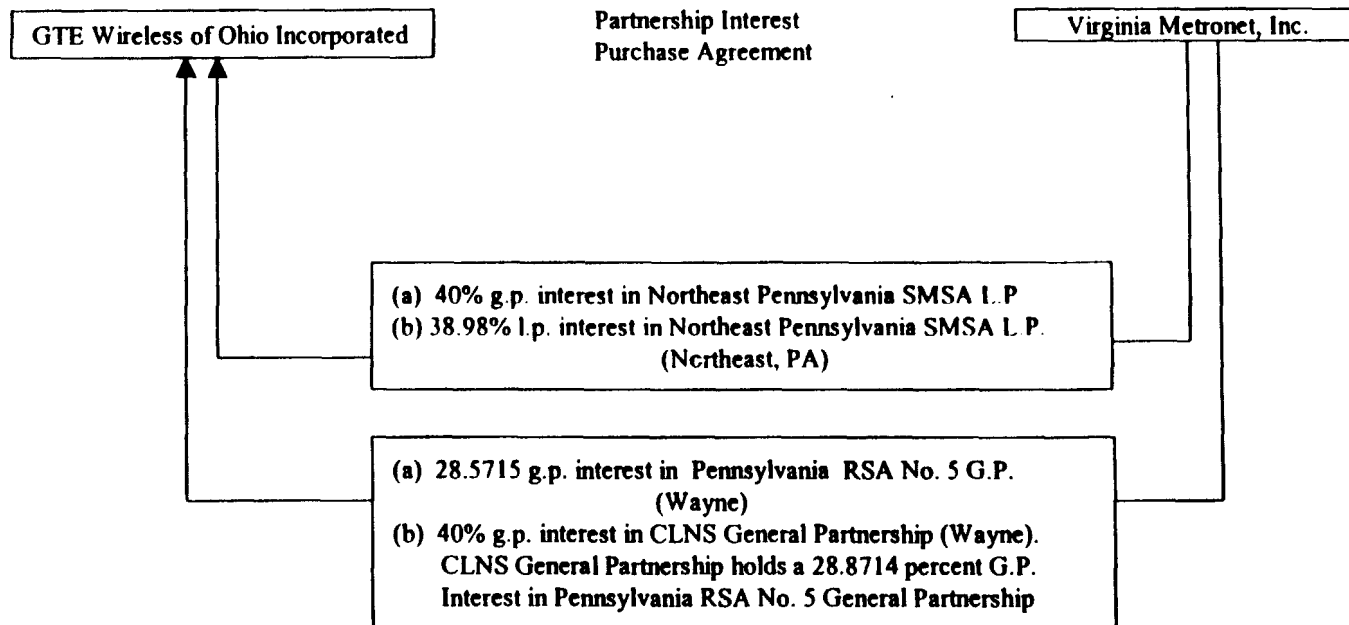 GTE Wireless of Ohio Incorporated
Partnership Interest
Purchase Agreement
Virginia Metronet, Inc.
(a) 40% g.p. interest in Northeast Pennsylvania SMSA L.P
(b) 38.98% l.p. interest in Northeast Pennsylvania SMSA L.P.
(Northeast, PA)
(a) 28.5715 g.p. interest in Pennsylvania RSA No. 5 G.P.
(Wayne)
(b) 40% g.p. interest in CLNS General Partnership (Wayne).
CLNS General Partnership holds a 28.8714 percent G.P.
Interest in Pennsylvania RSA No. 5 General Partnership